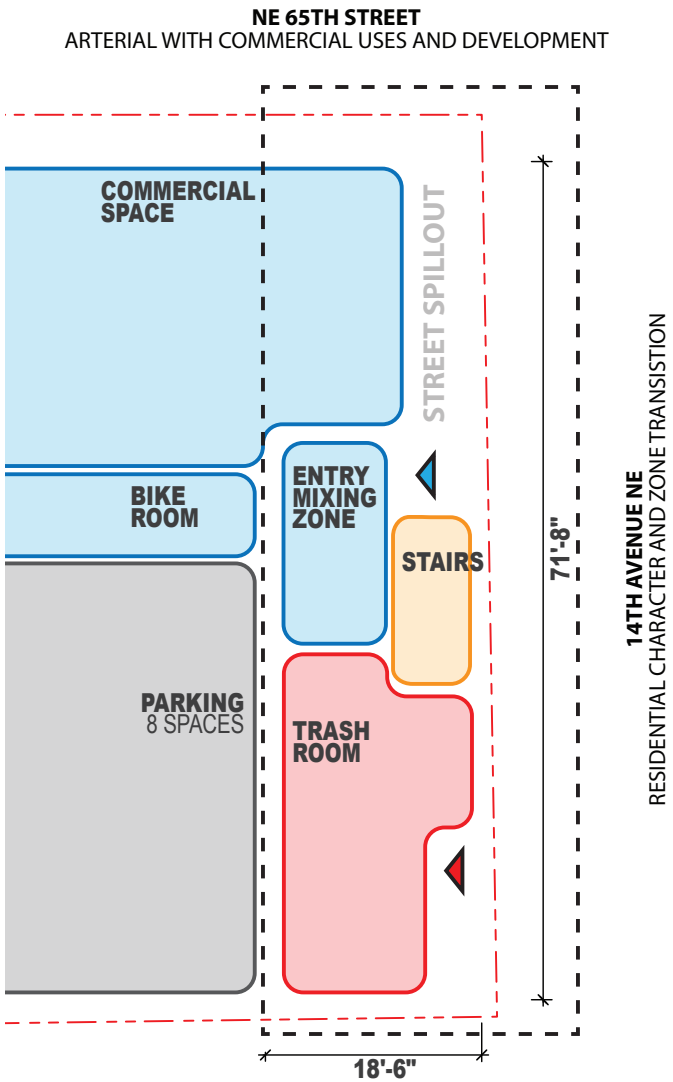 NE 65TH STREET
ARTERIAL WITH COMMERCIAL USES AND DEVELOPMENT
COMMERCIAL
SPACE
STREET SPILLOUT
ENTRY
MIXING
ZONE
BIKE
ROOM
STAIRS
71'-8"
14TH AVENUE NE
RESIDENTIAL CHARACTER AND ZONE TRANSISTION
PARKING
8 SPACES
TRASH
ROOM
18'-6"